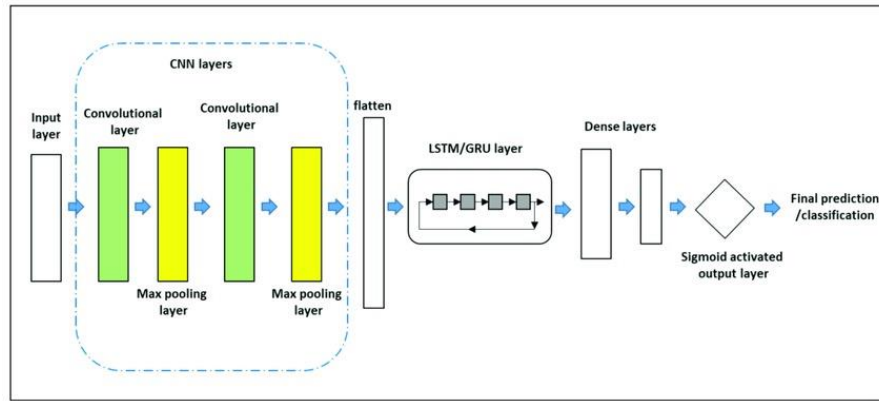 CNN layers
Input
layer
Convolutional
layer
Max pooling
layer
Convolutional
layer
Max pooling
layer
flatten
LSTM/GRU layer
Dense layers
Sigmoid activated
output layer
Final prediction
/classification